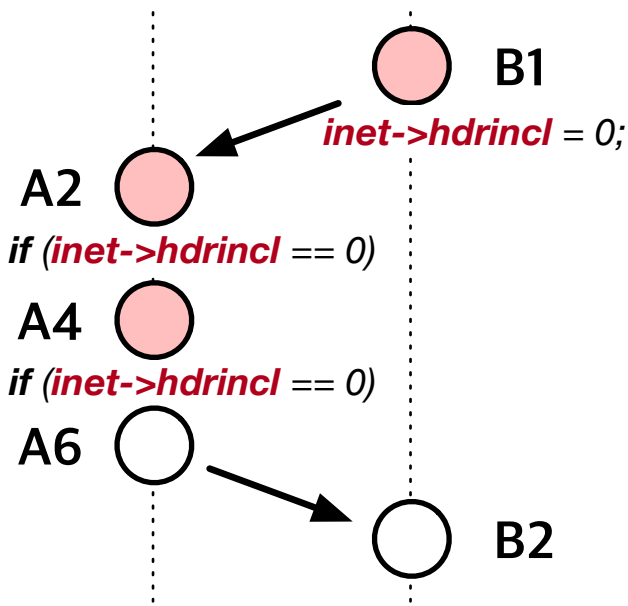 B1
inet->hdrincl = 0;
A2
if (inet->hdrincl == 0)
A4
if (inet->hdrincl == 0)
A6
B2